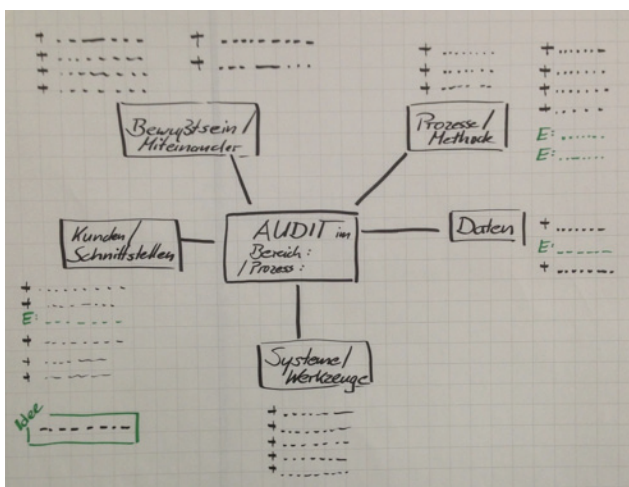 Bewußtsein /
Miteinander
Prozesse /
Methode
Kunden /
Schnittstellen
AUDIT im
Bereich :
/ Prozess :
Daten
Systeme /
Werkzeuge
E:
E:
E:
E:
Idee